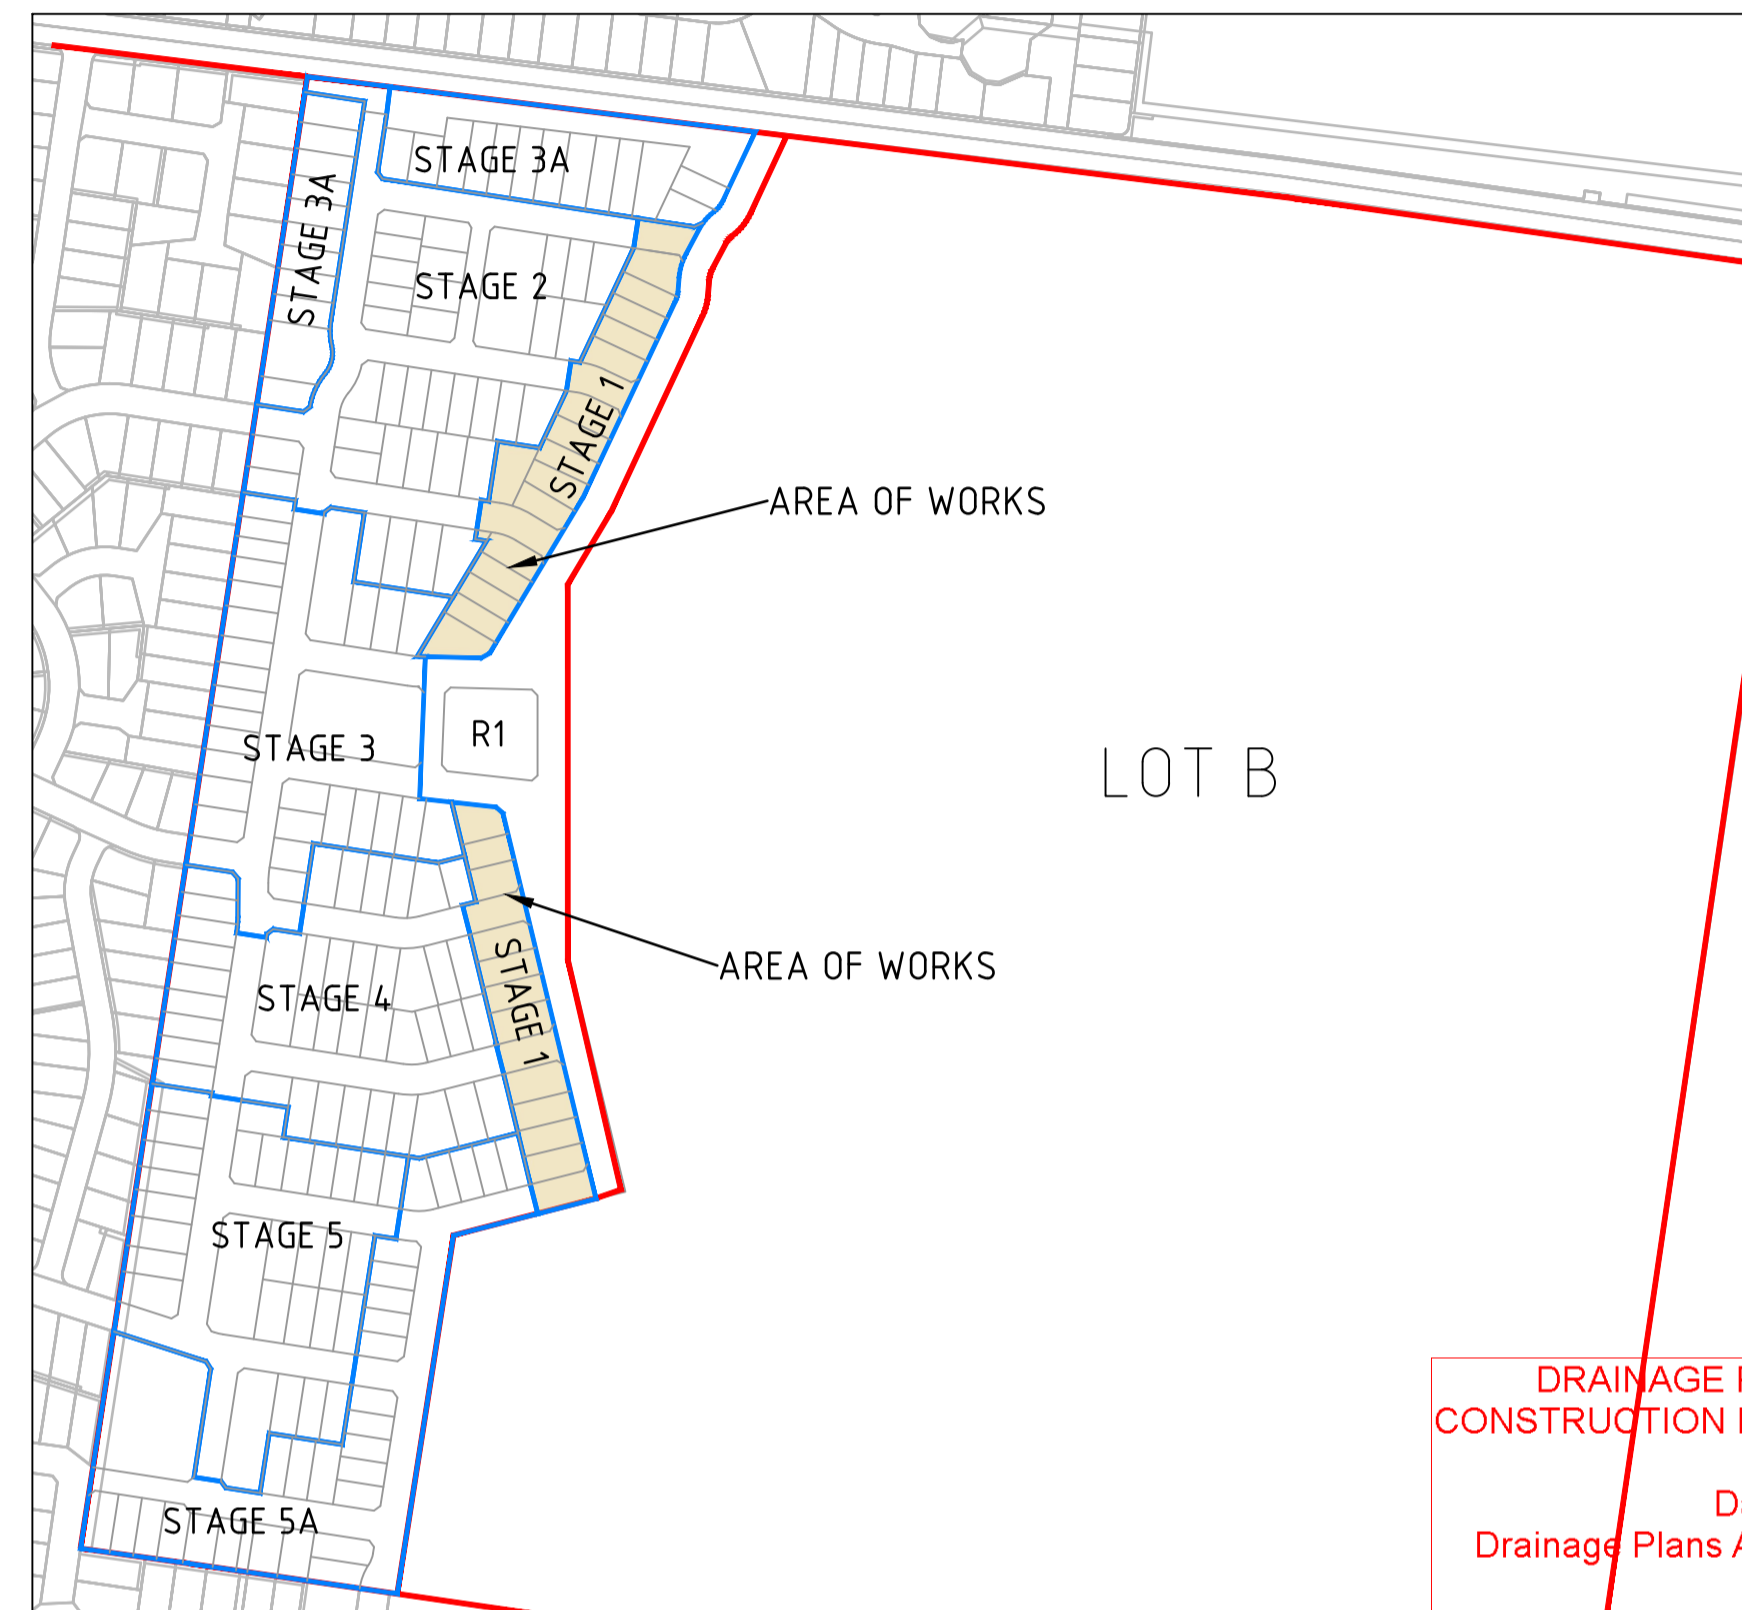 STAGE 3A
STAGE 3A
STAGE 2
STAGE 1
AREA OF WORKS
R1
STAGE 3
LOT B
AREA OF WORKS
STAGE 1
STAGE 4
STAGE 5
DRAINAGE
CONSTRUCTION
Drainage Plans
STAGE 5A